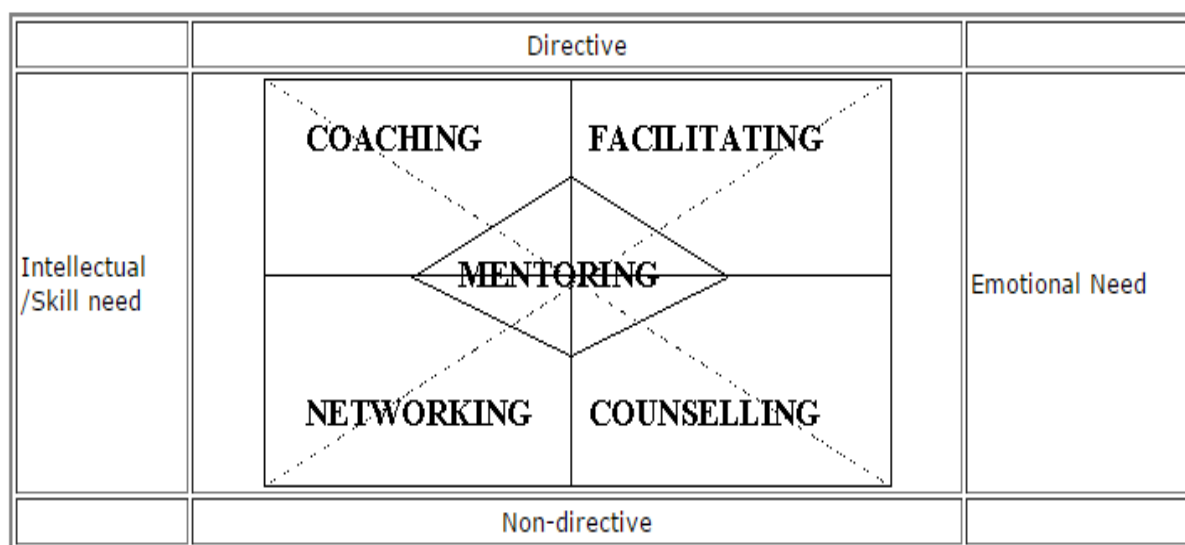 Directive
COACHING
FACILITATING
Intellectual
/Skill need
MENTORING
Emotional Need
NETWORKING
COUNSELLING
Non-directive